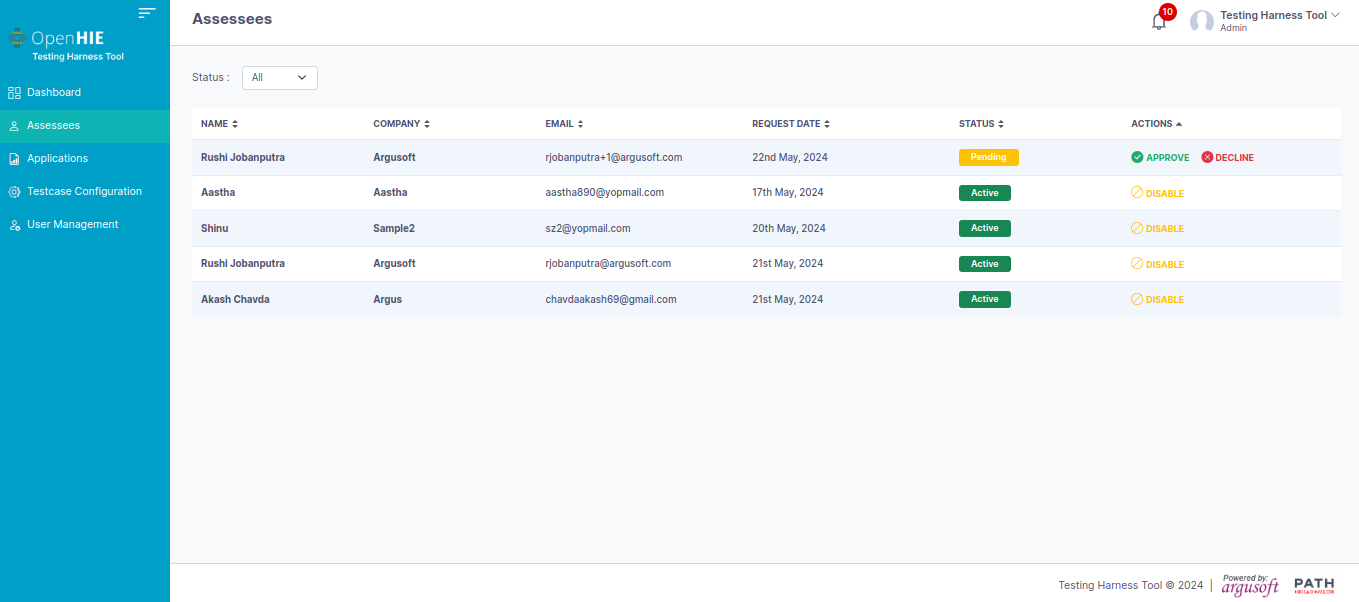 OpenHIE
Testing Harness Tool
Dashboard
Assessees
Applications
Testcase Configuration
User Management
Assessees
10
Testing Harness Tool
Admin
Status : All
NAME COMPANY EMAIL REQUEST DATE STATUS ACTIONS
Rushi Jobanputra Argusoft rjobanputra+1@argusoft.com 22nd May, 2024 Pending APPROVE DECLINE
Aastha Aastha aastha890@yopmail.com 17th May, 2024 Active DISABLE
Shinu Sample2 sz2@yopmail.com 20th May, 2024 Active DISABLE
Rushi Jobanputra Argusoft rjobanputra@argusoft.com 21st May, 2024 Active DISABLE
Akash Chavda Argus chavdaakash69@gmail.com 21st May, 2024 Active DISABLE
Testing Harness Tool © 2024 |
Powered by:
argusoft
PATH